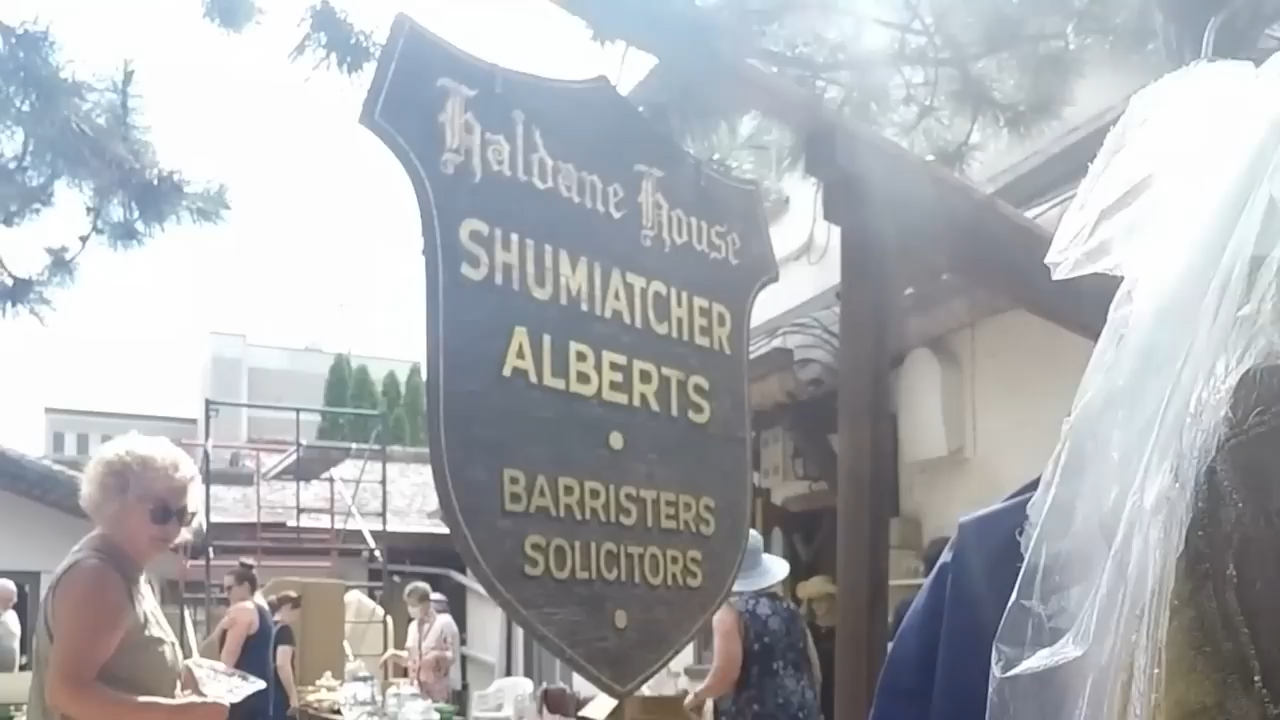 Haldane House
SHUMIATCHER
ALBERTS
•
BARRISTERS
SOLICITORS
•